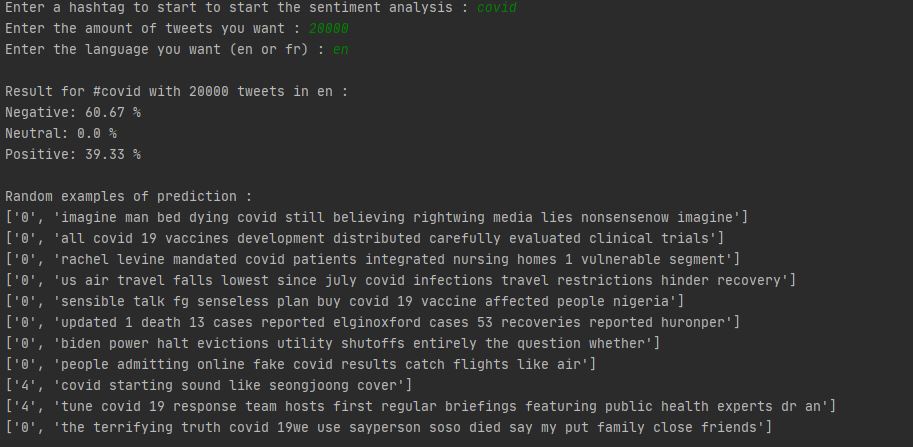 Enter a hashtag to start to start the sentiment analysis : covid
Enter the amount of tweets you want : 20000
Enter the language you want (en or fr) : en
Result for #covid with 20000 tweets in en :
Negative: 60.67 %
Neutral: 0.0 %
Positive: 39.33 %
Random examples of prediction :
['0', 'imagine man bed dying covid still believing rightwing media lies nonsensenow imagine']
['0', 'all covid 19 vaccines development distributed carefully evaluated clinical trials']
['0', 'rachel levine mandated covid patients integrated nursing homes 1 vulnerable segment']
['0', 'us air travel falls lowest since july covid infections travel restrictions hinder recovery']
['0', 'sensible talk fg senseless plan buy covid 19 vaccine affected people nigeria']
['0', 'updated 1 death 13 cases reported elginoxford cases 53 recoveries reported huronper']
['0', 'biden power halt evictions utility shutoffs entirely the question whether']
['0', 'people admitting online fake covid results catch flights like air']
['4', 'covid starting sound like seongjoong cover']
['4', 'tune covid 19 response team hosts first regular briefings featuring public health experts dr an']
['0', 'the terrifying truth covid 19we use sayperson soso died say my put family close friends']